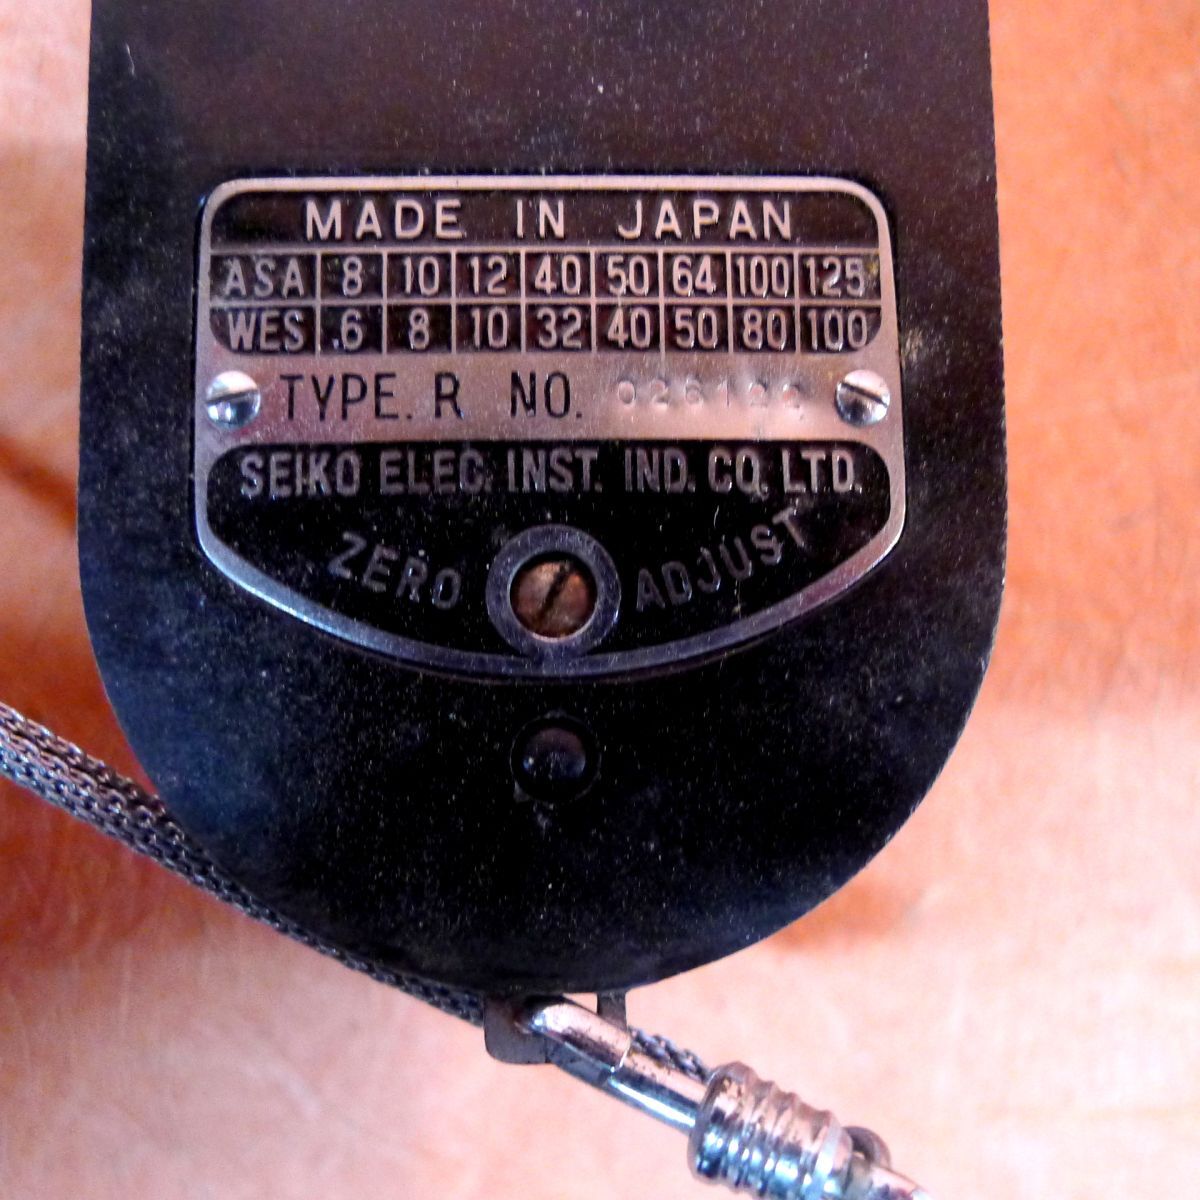 MADE IN JAPAN
ASA 8 10 12 40 50 64 100 125
WES .6 8 10 32 40 50 80 100
TYPE. R NO. 026122
SEIKO ELEC. INST. IND. CO. LTD.
ZERO ADJUST